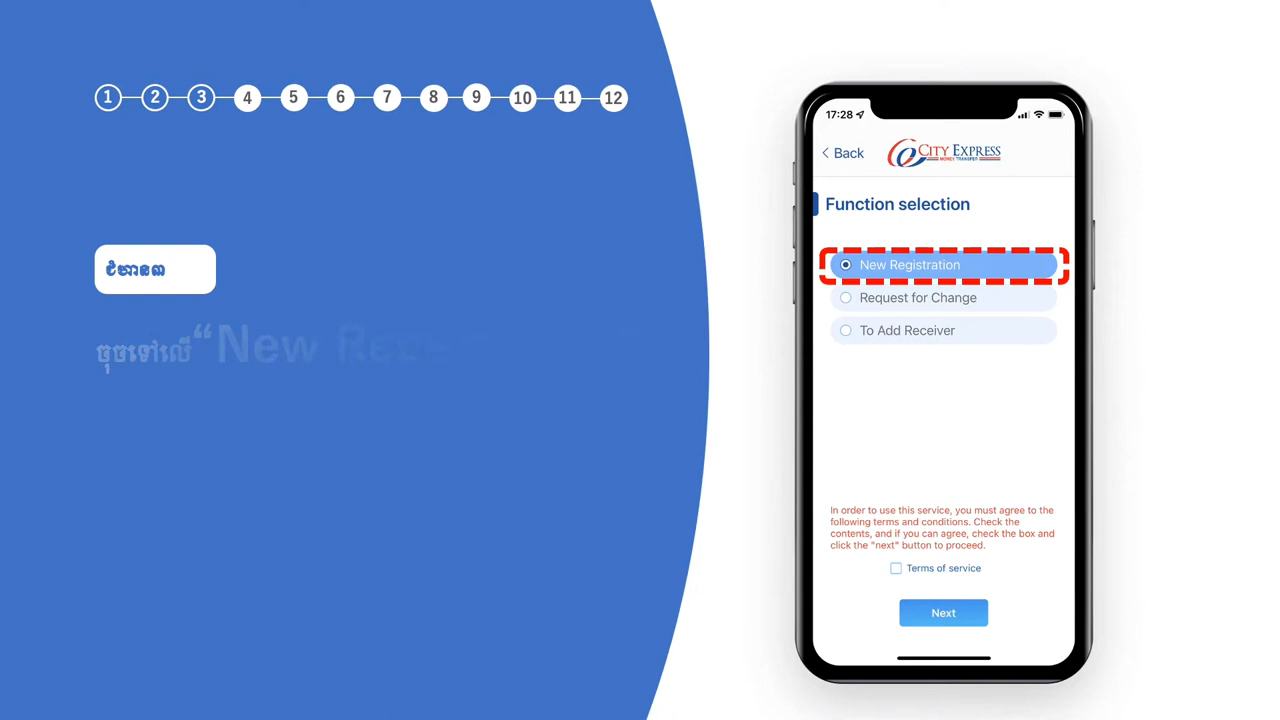 1 2 3 4 5 6 7 8 9 10 11 12
ជំហាន៣
ចុចទៅលើ “New
17:28
Back
CITY EXPRESS
MONEY TRANSFER
Function selection
New Registration
Request for Change
To Add Receiver
In order to use this service, you must agree to the
following terms and conditions. Check the
contents, and if you can agree, check the box and
click the "next" button to proceed.
Terms of service
Next